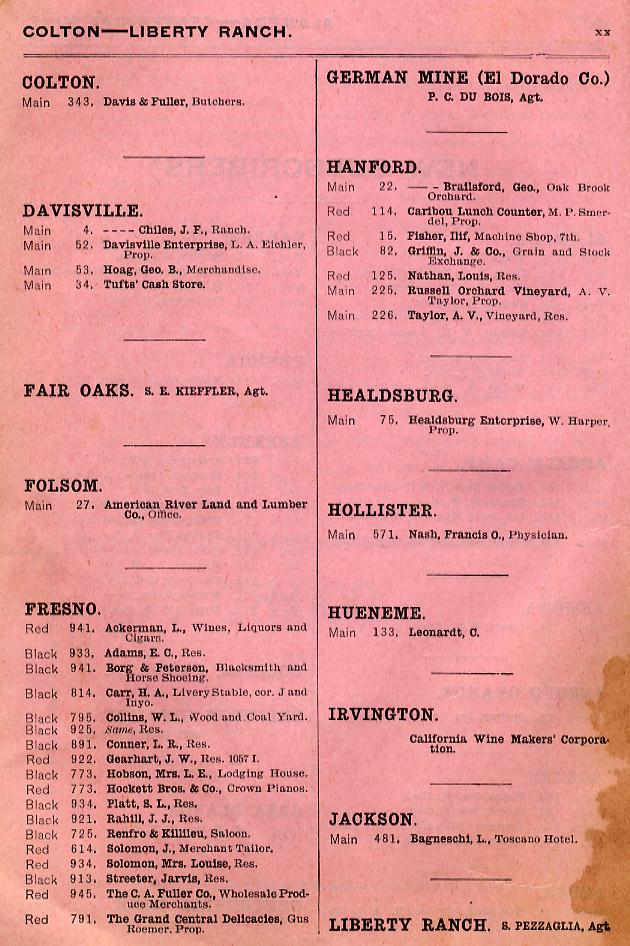 COLTON—LIBERTY RANCH.
xx
COLTON.
Main 343. Davis & Fuller, Butchers.
DAVISVILLE.
Main 4. ---- Chiles, J. F., Ranch.
Main 52. Davisville Enterprise, L. A. Eichler,
Prop.
Main 53. Hoag, Geo. B., Merchandise.
Main 34. Tufts' Cash Store.
FAIR OAKS. S. E. KIEFFLER, Agt.
FOLSOM.
Main 27. American River Land and Lumber
Co., Office.
FRESNO.
Red 941. Ackerman, L., Wines, Liquors and
Cigars.
Black 933. Adams, E. C., Res.
Black 941. Borg & Petersen, Blacksmith and
Horse Shoeing.
Black 814. Carr, H. A., Livery Stable, cor. J and
Inyo.
Black 795. Collins, W. L., Wood and Coal Yard.
Black 925. Same, Res.
Black 891. Conner, L. R., Res.
Red 922. Gearhart, J. W., Res. 1057 I.
Black 773. Hobson, Mrs. L. E., Lodging House.
Red 773. Hockett Bros. & Co., Crown Pianos.
Black 934. Platt, S. L., Res.
Black 921. Rahill, J. J., Res.
Black 725. Renfro & Killileu, Saloon.
Red 614. Solomon, J., Merchant Tailor.
Red 934. Solomon, Mrs. Louise, Res.
Black 913. Streeter, Jarvis, Res.
Red 945. The C. A. Fuller Co., Wholesale Prod-
uce Merchants.
Red 791. The Grand Central Delicacies, Gus
Roemer, Prop.
GERMAN MINE (El Dorado Co.)
P. C. DU BOIS, Agt.
HANFORD.
Main 22. — - Brailsford, Geo., Oak Brook
Orchard.
Red 114. Caribou Lunch Counter, M. P. Smer-
del, Prop.
Red 15. Fisher, Ilif, Machine Shop, 7th.
Black 82. Griffin, J. & Co., Grain and Stock
Exchange.
Red 125. Nathan, Louis, Res.
Main 225. Russell Orchard Vineyard, A. V.
Taylor, Prop.
Main 226. Taylor, A. V., Vineyard, Res.
HEALDSBURG.
Main 75. Healdsburg Enterprise, W. Harper,
Prop.
HOLLISTER.
Main 571. Nash, Francis O., Physician.
HUENEME.
Main 133. Leonardt, C.
IRVINGTON.
California Wine Makers' Corpora-
tion.
JACKSON.
Main 481. Bagneschi, L., Toscano Hotel.
LIBERTY RANCH. S. PEZZAGLIA, Agt